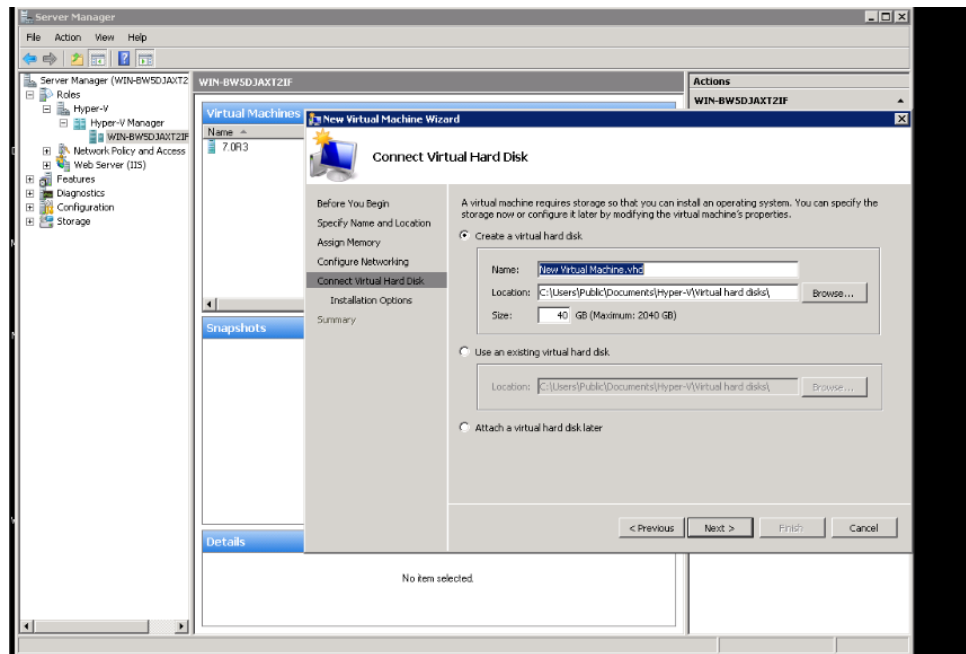 Server Manager
File Action View Help
Server Manager (WIN-BW5DJAXT2
Roles
Hyper-V
Hyper-V Manager
WIN-BW5DJAXT2IF
Network Policy and Access
Web Server (IIS)
Features
Diagnostics
Configuration
Storage
WIN-BW5DJAXT2IF
Virtual Machines
Name
7.0R3
Snapshots
Details
No item selected.
Actions
WIN-BW5DJAXT2IF
New Virtual Machine Wizard
Connect Virtual Hard Disk
Before You Begin
Specify Name and Location
Assign Memory
Configure Networking
Connect Virtual Hard Disk
Installation Options
Summary
A virtual machine requires storage so that you can install an operating system. You can specify the
storage now or configure it later by modifying the virtual machine's properties.
Create a virtual hard disk
Name: New Virtual Machine.vhd
Location: C:\Users\Public\Documents\Hyper-V\Virtual hard disks\ Browse...
Size: 40 GB (Maximum: 2040 GB)
Use an existing virtual hard disk
Location: C:\Users\Public\Documents\Hyper-V\Virtual hard disks\ Browse...
Attach a virtual hard disk later
< Previous Next > Finish Cancel